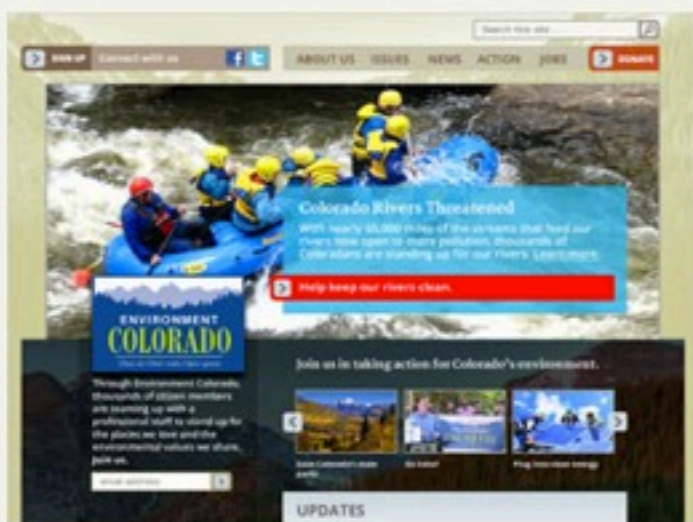 Search this site
SIGN UP
Connect with us
ABOUT US
ISSUES
NEWS
ACTION
JOBS
DONATE
Colorado Rivers Threatened
With nearly miles of the streams that feed our
rivers now open to more pollution, thousands of
Coloradans are standing up for our rivers. Learn more.
Help keep our rivers clean.
ENVIRONMENT
COLORADO
Join us in taking action for Colorado's environment.
Through Environment Colorado,
thousands of citizen members
are teaming up with a
professional staff to stand up for
the places we love and the
environmental values we share.
Join us.
email address
UPDATES